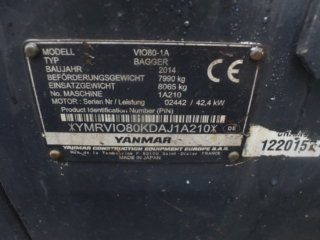 MODELL VIO80-1A
TYP BAGGER
BAUJAHR 2014
BEFÖRDERUNGSGEWICHT 7990 kg
EINSATZGEWICHT 8065 kg
No. MASCHINE 1A210
MOTOR : Serien Nr / Leistung 02442 / 42,4 kW
Product Identification Number (PIN)
*YMRVIO80KDAJ1A210*
YANMAR
YANMAR CONSTRUCTION EQUIPMENT EUROPE S.A.S.
FRANCE
MADE IN JAPAN
CE
122015